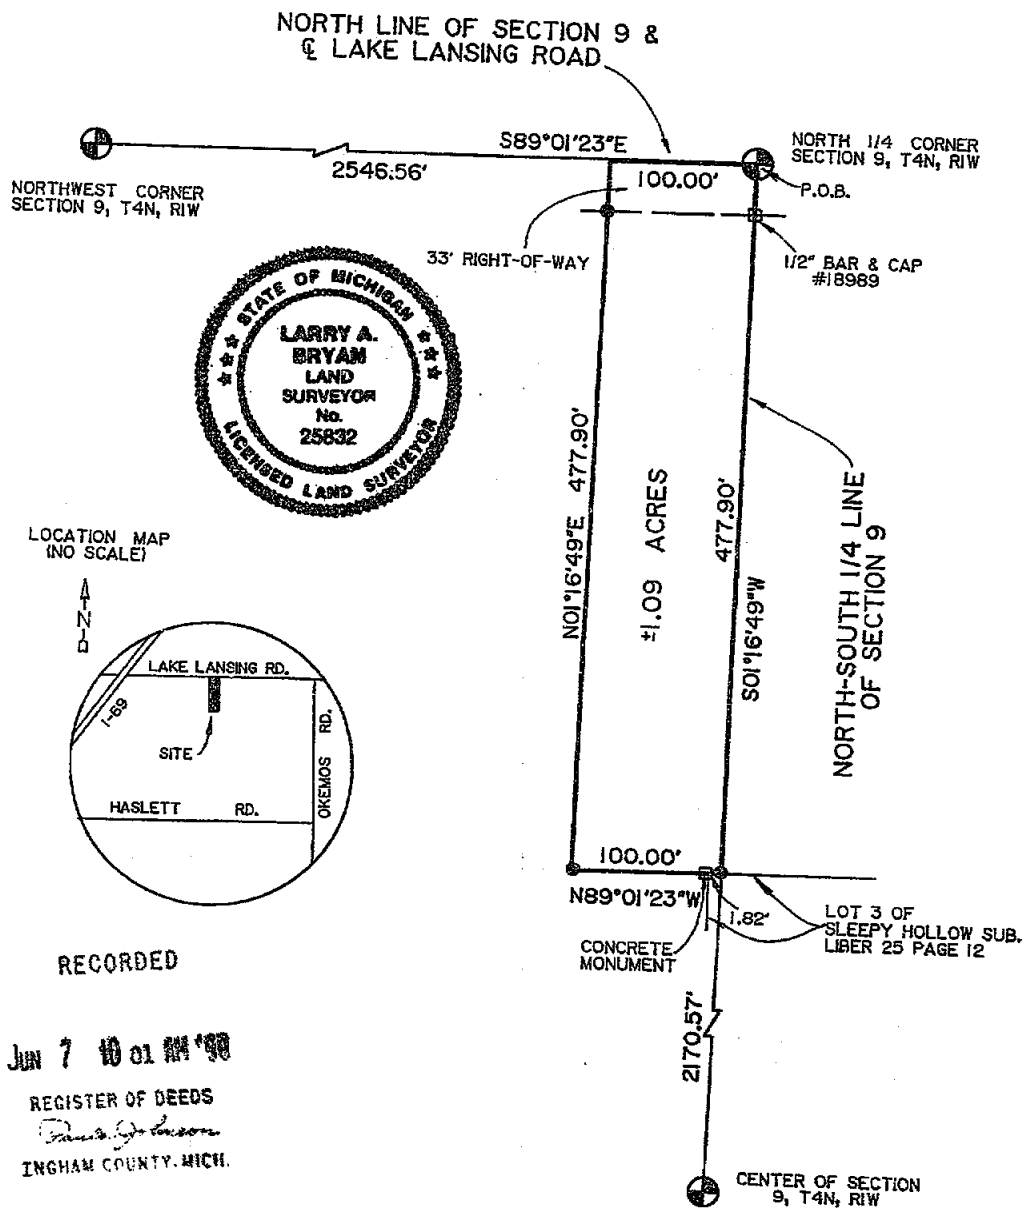 NORTH LINE OF SECTION 9 &
℄ LAKE LANSING ROAD
S89°01'23"E
2546.56'
100.00'
NORTH 1/4 CORNER
SECTION 9, T4N, R1W
P.O.B.
NORTHWEST CORNER
SECTION 9, T4N, R1W
33' RIGHT-OF-WAY
1/2" BAR & CAP
#18989
STATE OF MICHIGAN
LARRY A.
BRYAN
LAND
SURVEYOR
No.
25832
LICENSED LAND SURVEYOR
N01°16'49"E 477.90'
±1.09 ACRES
477.90'
S01°16'49"W
NORTH-SOUTH 1/4 LINE
OF SECTION 9
LOCATION MAP
(NO SCALE)
N
LAKE LANSING RD.
I-69
SITE
OKEMOS RD.
HASLETT RD.
100.00'
N89°01'23"W
1.82'
CONCRETE
MONUMENT
LOT 3 OF
SLEEPY HOLLOW SUB.
LIBER 25 PAGE 12
2170.57'
CENTER OF SECTION
9, T4N, R1W
RECORDED
JUN 7 10 01 AM
REGISTER OF DEEDS
INGHAM COUNTY, MICH.